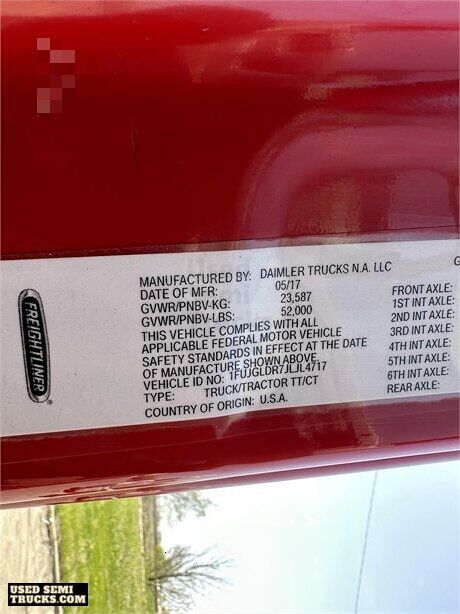 MANUFACTURED BY: DAIMLER TRUCKS N.A. LLC
DATE OF MFR: 05/17
GVWR/PNBV-KG: 23,587
GVWR/PNBV-LBS: 52,000
THIS VEHICLE COMPLIES WITH ALL
APPLICABLE FEDERAL MOTOR VEHICLE
SAFETY STANDARDS IN EFFECT AT THE DATE
OF MANUFACTURE SHOWN ABOVE.
VEHICLE ID NO: 1FUJGLDR7JLJL4717
TYPE: TRUCK/TRACTOR TT/CT
COUNTRY OF ORIGIN: U.S.A.
G
FRONT AXLE:
1ST INT AXLE:
2ND INT AXLE:
3RD INT AXLE:
4TH INT AXLE:
5TH INT AXLE:
6TH INT AXLE:
REAR AXLE:
FREIGHTLINER®
USED SEMI
TRUCKS.COM